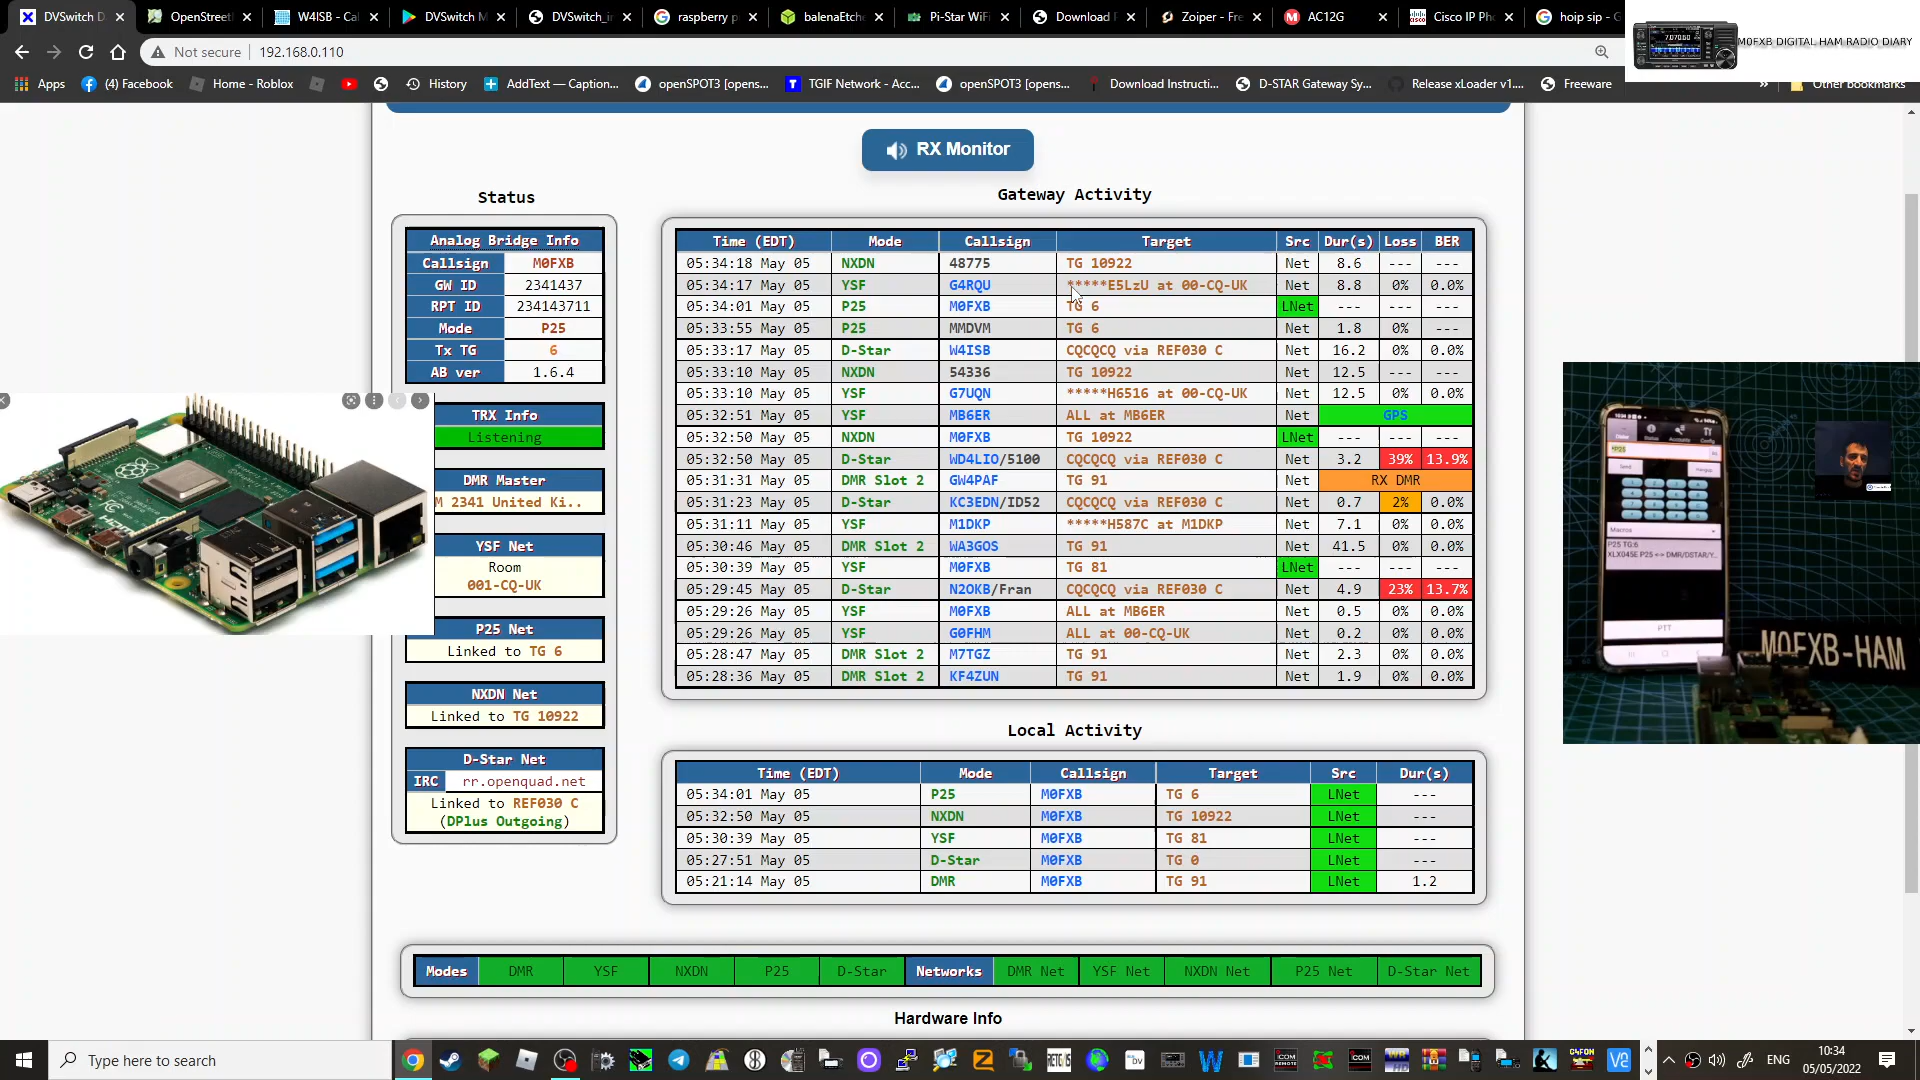 DVSwitch D
OpenStreetM
W4ISB - Cal
DVSwitch M
DVSwitch_in
raspberry p
balenaEtche
Pi-Star WiFi
Download P
Zoiper - Fre
AC12G
Cisco IP Pho
hoip sip - G
Not secure 192.168.0.110
M0FXB DIGITAL HAM RADIO DIARY
Apps
(4) Facebook
Home - Roblox
History
AddText — Caption...
openSPOT3 [opens...
TGIF Network - Acc...
openSPOT3 [opens...
Download Instructi...
D-STAR Gateway Sy...
Release xLoader v1....
Freeware
Other bookmarks
RX Monitor
Status
Analog Bridge Info
Callsign M0FXB
GW ID 2341437
RPT ID 234143711
Mode P25
Tx TG 6
AB ver 1.6.4
TRX Info
Listening
DMR Master
M 2341 United Ki..
YSF Net
Room
001-CQ-UK
P25 Net
Linked to TG 6
NXDN Net
Linked to TG 10922
D-Star Net
IRC rr.openquad.net
Linked to REF030 C
(DPlus Outgoing)
Gateway Activity
Time (EDT) Mode Callsign Target Src Dur(s) Loss BER
05:34:18 May 05 NXDN 48775 TG 10922 Net 8.6 --- ---
05:34:17 May 05 YSF G4RQU *****E5LzU at 00-CQ-UK Net 8.8 0% 0.0%
05:34:01 May 05 P25 M0FXB TG 6 LNet --- --- ---
05:33:55 May 05 P25 MMDVM TG 6 Net 1.8 0% ---
05:33:17 May 05 D-Star W4ISB CQCQCQ via REF030 C Net 16.2 0% 0.0%
05:33:10 May 05 NXDN 54336 TG 10922 Net 12.5 --- ---
05:33:10 May 05 YSF G7UQN *****H6516 at 00-CQ-UK Net 12.5 0% 0.0%
05:32:51 May 05 YSF MB6ER ALL at MB6ER Net GPS
05:32:50 May 05 NXDN M0FXB TG 10922 LNet --- --- ---
05:32:50 May 05 D-Star WD4LIO/5100 CQCQCQ via REF030 C Net 3.2 39% 13.9%
05:31:31 May 05 DMR Slot 2 GW4PAF TG 91 Net RX DMR
05:31:23 May 05 D-Star KC3EDN/ID52 CQCQCQ via REF030 C Net 0.7 2% 0.0%
05:31:11 May 05 YSF M1DKP *****H587C at M1DKP Net 7.1 0% 0.0%
05:30:46 May 05 DMR Slot 2 WA3GOS TG 91 Net 41.5 0% 0.0%
05:30:39 May 05 YSF M0FXB TG 81 LNet --- --- ---
05:29:45 May 05 D-Star N2OKB/Fran CQCQCQ via REF030 C Net 4.9 23% 13.7%
05:29:26 May 05 YSF M0FXB ALL at MB6ER Net 0.5 0% 0.0%
05:29:26 May 05 YSF G0FHM ALL at 00-CQ-UK Net 0.2 0% 0.0%
05:28:47 May 05 DMR Slot 2 M7TGZ TG 91 Net 2.3 0% 0.0%
05:28:36 May 05 DMR Slot 2 KF4ZUN TG 91 Net 1.9 0% 0.0%
Local Activity
Time (EDT) Mode Callsign Target Src Dur(s)
05:34:01 May 05 P25 M0FXB TG 6 LNet ---
05:32:50 May 05 NXDN M0FXB TG 10922 LNet ---
05:30:39 May 05 YSF M0FXB TG 81 LNet ---
05:27:51 May 05 D-Star M0FXB TG 0 LNet ---
05:21:14 May 05 DMR M0FXB TG 91 LNet 1.2
Modes DMR YSF NXDN P25 D-Star Networks DMR Net YSF Net NXDN Net P25 Net D-Star Net
Hardware Info
Macros
P25 TG:6
XLX045E P25 <-> DMR/DSTAR/Y...
PTT
M0FXB-HAM
Type here to search
ENG
10:34
05/05/2022